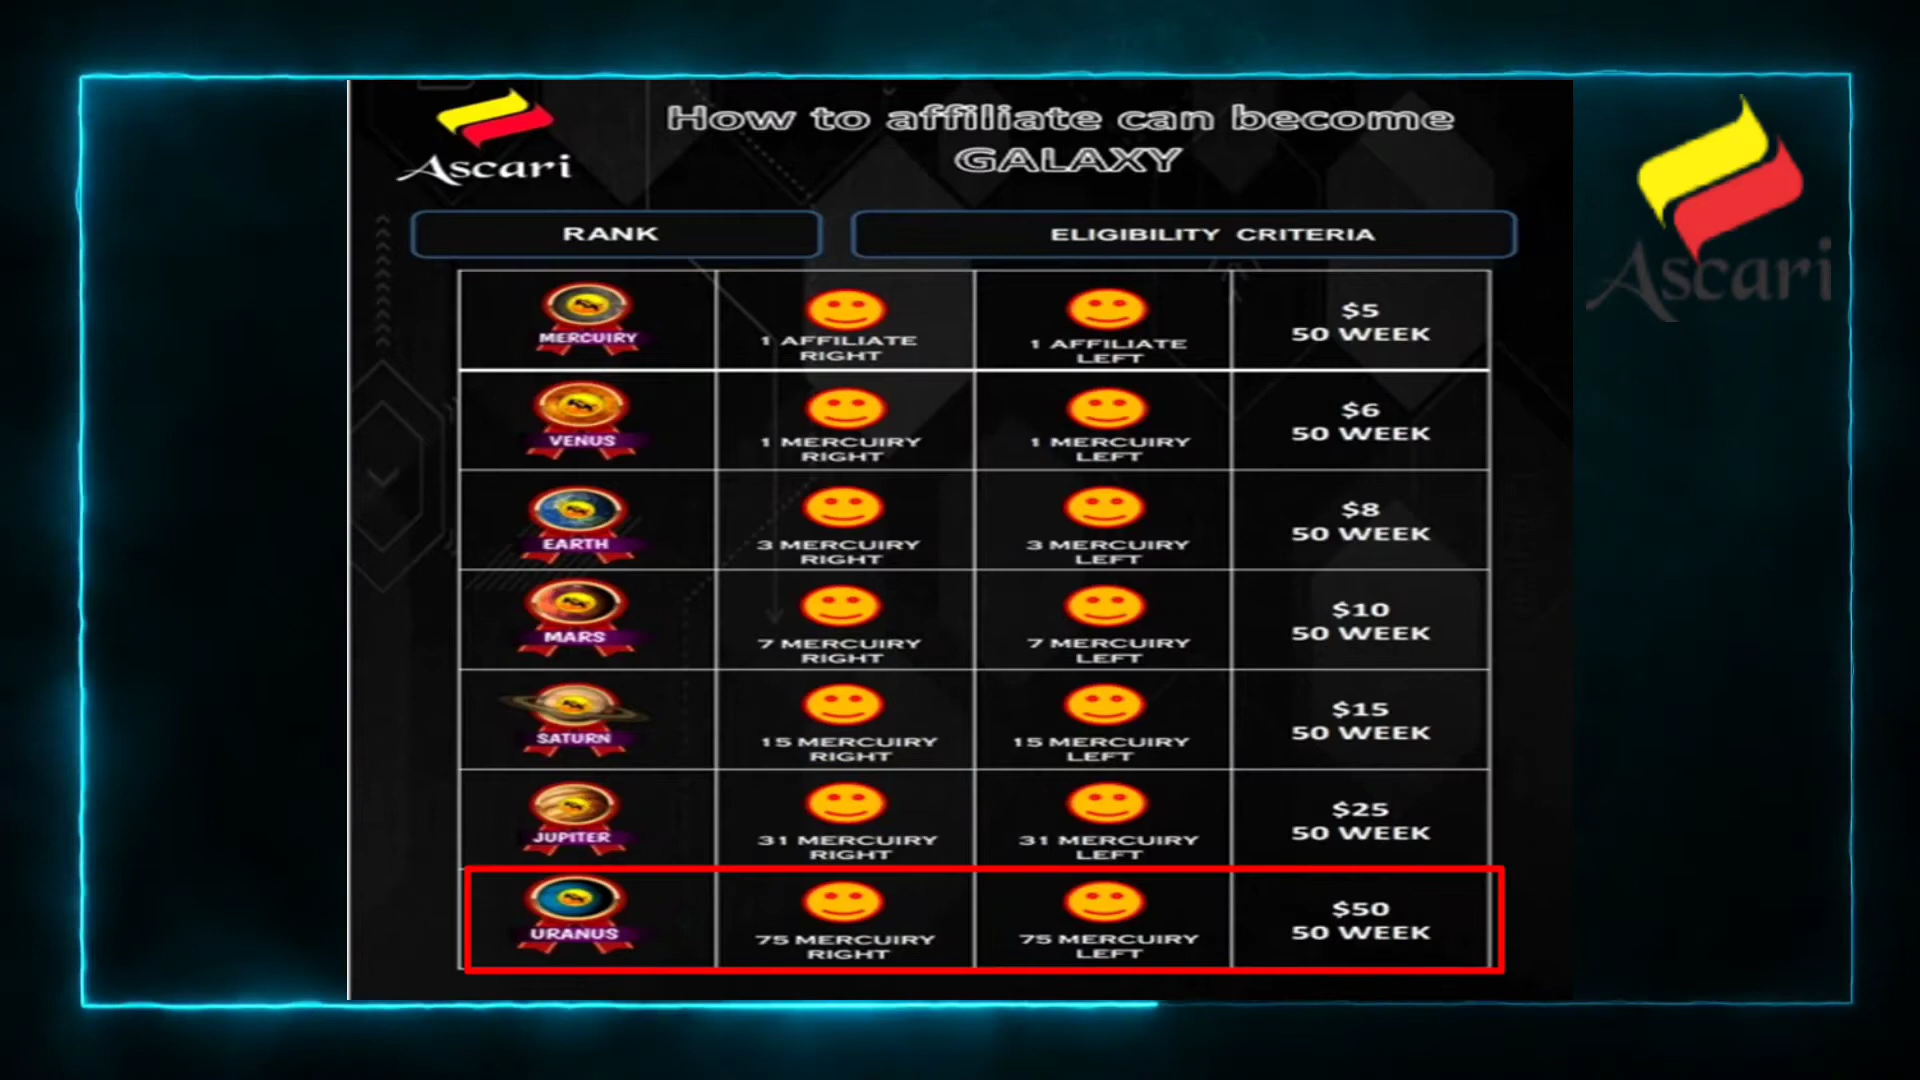 Ascari
How to affiliate can become
GALAXY
Ascari
RANK
ELIGIBILITY CRITERIA
MERCUIRY
1 AFFILIATE
RIGHT
1 AFFILIATE
LEFT
$5
50 WEEK
VENUS
1 MERCUIRY
RIGHT
1 MERCUIRY
LEFT
$6
50 WEEK
EARTH
3 MERCUIRY
RIGHT
3 MERCUIRY
LEFT
$8
50 WEEK
MARS
7 MERCUIRY
RIGHT
7 MERCUIRY
LEFT
$10
50 WEEK
SATURN
15 MERCUIRY
RIGHT
15 MERCUIRY
LEFT
$15
50 WEEK
JUPITER
31 MERCUIRY
RIGHT
31 MERCUIRY
LEFT
$25
50 WEEK
URANUS
75 MERCUIRY
RIGHT
75 MERCUIRY
LEFT
$50
50 WEEK